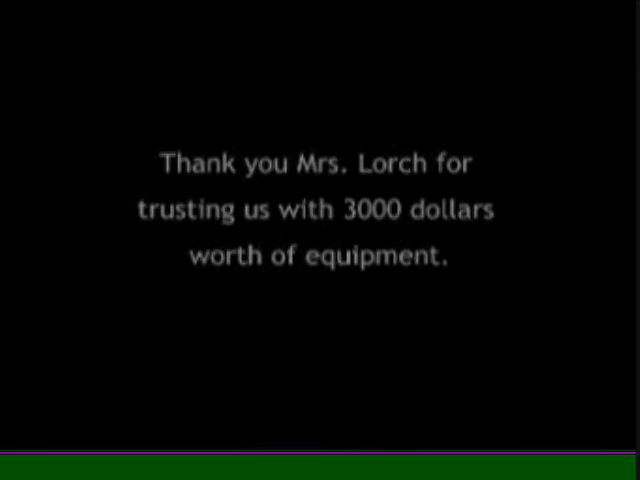 Thank you Mrs. Lorch for
trusting us with 3000 dollars
worth of equipment.